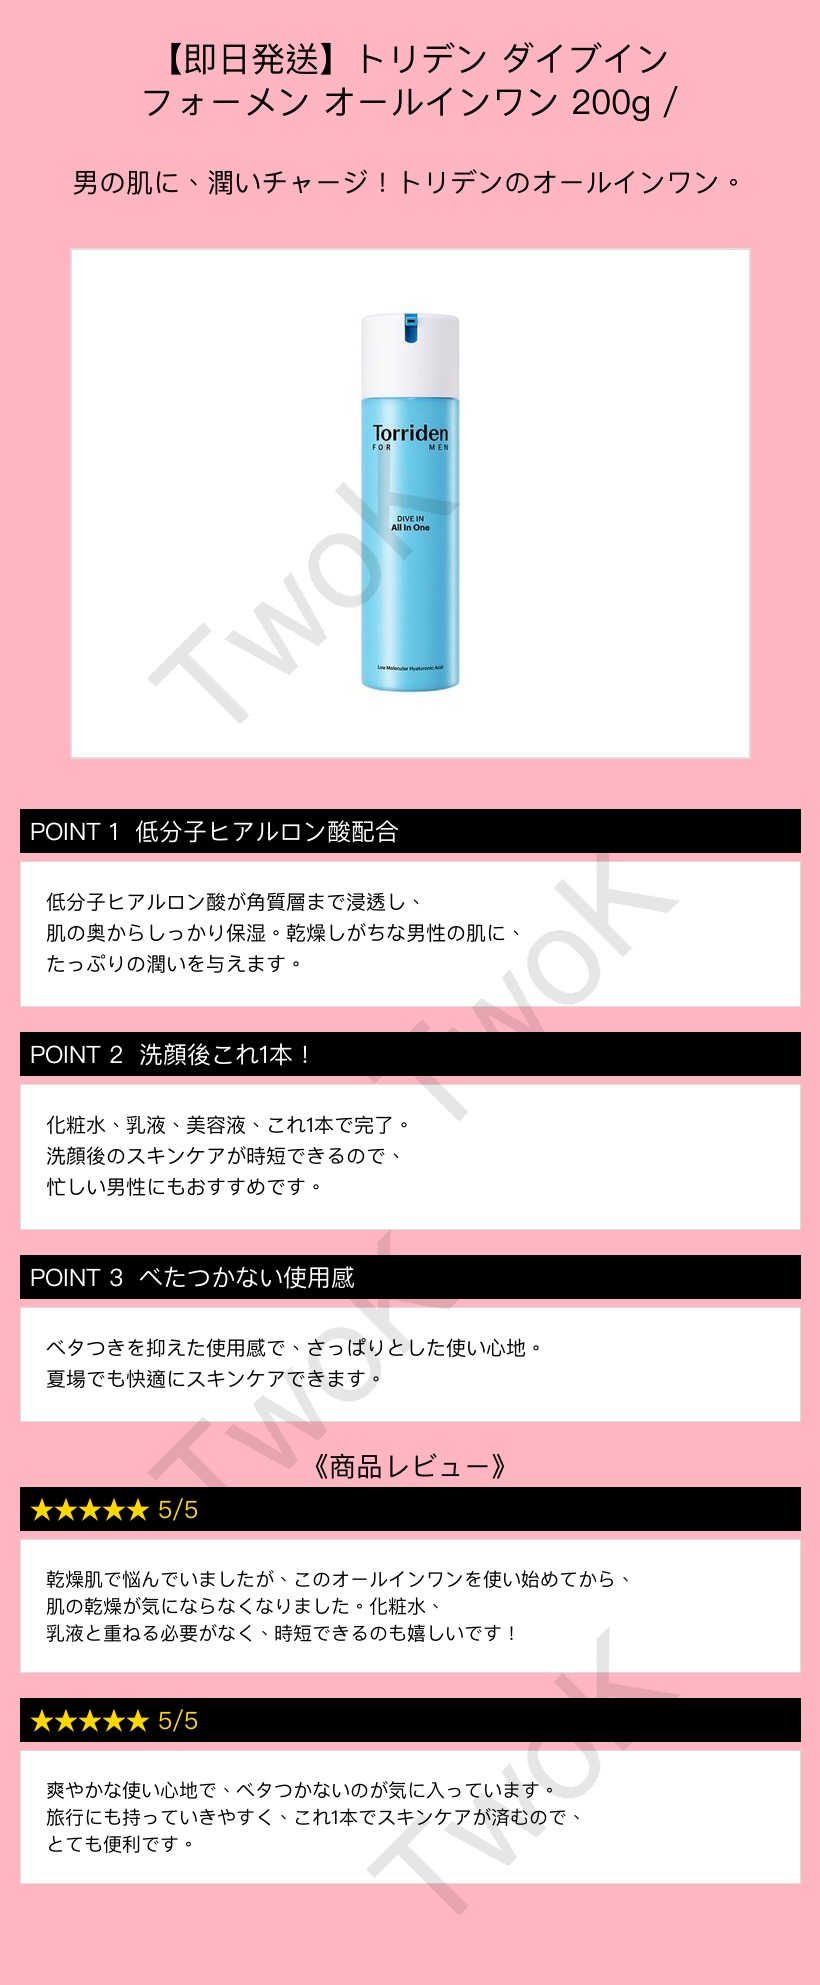 【即日発送】トリデン ダイブイン
フォーメン オールインワン 200g /
男の肌に、潤いチャージ！トリデンのオールインワン。
Torriden
FOR MEN
DIVE IN
All In One
Low Molecular Hyaluronic Acid
TwoK
POINT 1 低分子ヒアルロン酸配合
低分子ヒアルロン酸が角質層まで浸透し、
肌の奥からしっかり保湿。乾燥しがちな男性の肌に、
たっぷりの潤いを与えます。
TwoK
POINT 2 洗顔後これ1本！
化粧水、乳液、美容液、これ1本で完了。
洗顔後のスキンケアが時短できるので、
忙しい男性にもおすすめです。
POINT 3 べたつかない使用感
ベタつきを抑えた使用感で、さっぱりとした使い心地。
夏場でも快適にスキンケアできます。
TwoK
《商品レビュー》
★★★★★ 5/5
乾燥肌で悩んでいましたが、このオールインワンを使い始めてから、
肌の乾燥が気にならなくなりました。化粧水、
乳液と重ねる必要がなく、時短できるのも嬉しいです！
★★★★★ 5/5
爽やかな使い心地で、ベタつかないのが気に入っています。
旅行にも持っていきやすく、これ1本でスキンケアが済むので、
とても便利です。
TwoK